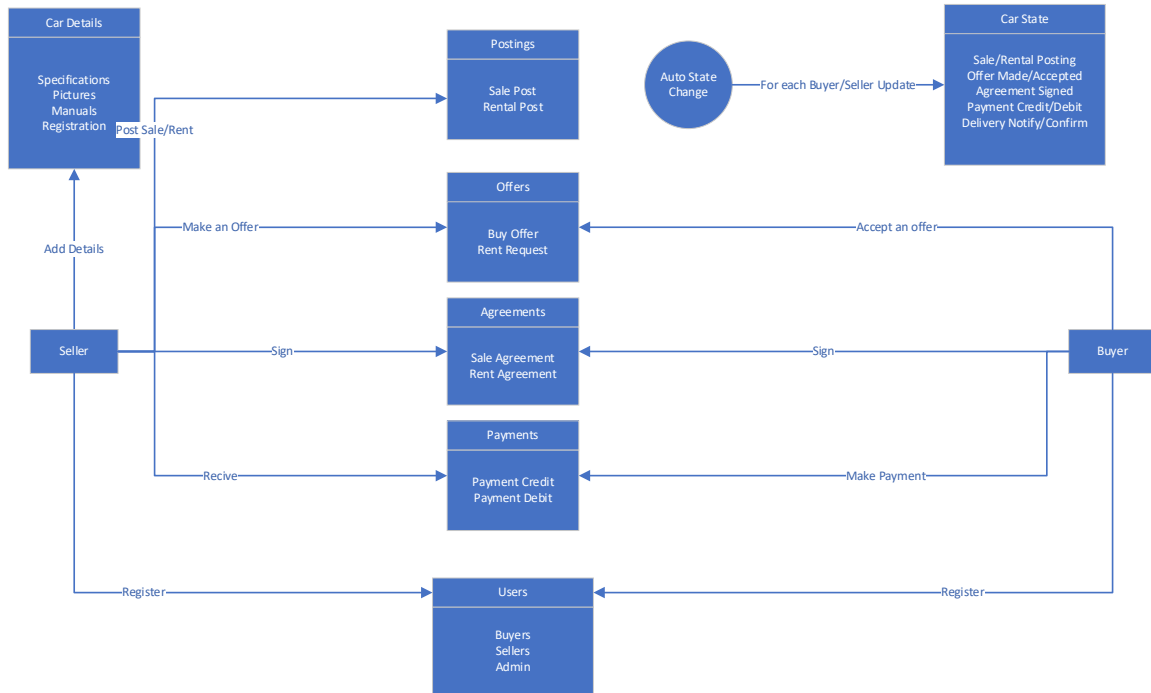 Car Details
Specifications
Pictures
Manuals
Registration
Postings
Sale Post
Rental Post
Auto State
Change
For each Buyer/Seller Update
Car State
Sale/Rental Posting
Offer Made/Accepted
Agreement Signed
Payment Credit/Debit
Delivery Notify/Confirm
Post Sale/Rent
Add Details
Make an Offer
Offers
Buy Offer
Rent Request
Accept an offer
Seller
Sign
Agreements
Sale Agreement
Rent Agreement
Sign
Buyer
Recive
Payments
Payment Credit
Payment Debit
Make Payment
Register
Users
Buyers
Sellers
Admin
Register